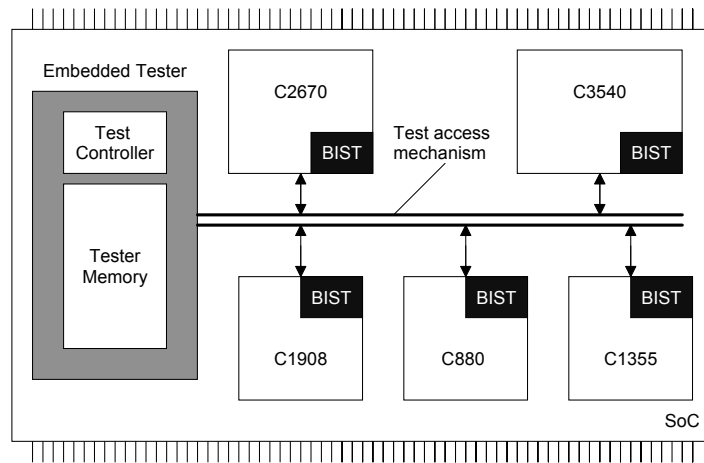 Embedded Tester
Test
Controller
Tester
Memory
C2670
BIST
Test access
mechanism
C3540
BIST
BIST
C1908
BIST
C880
BIST
C1355
SoC